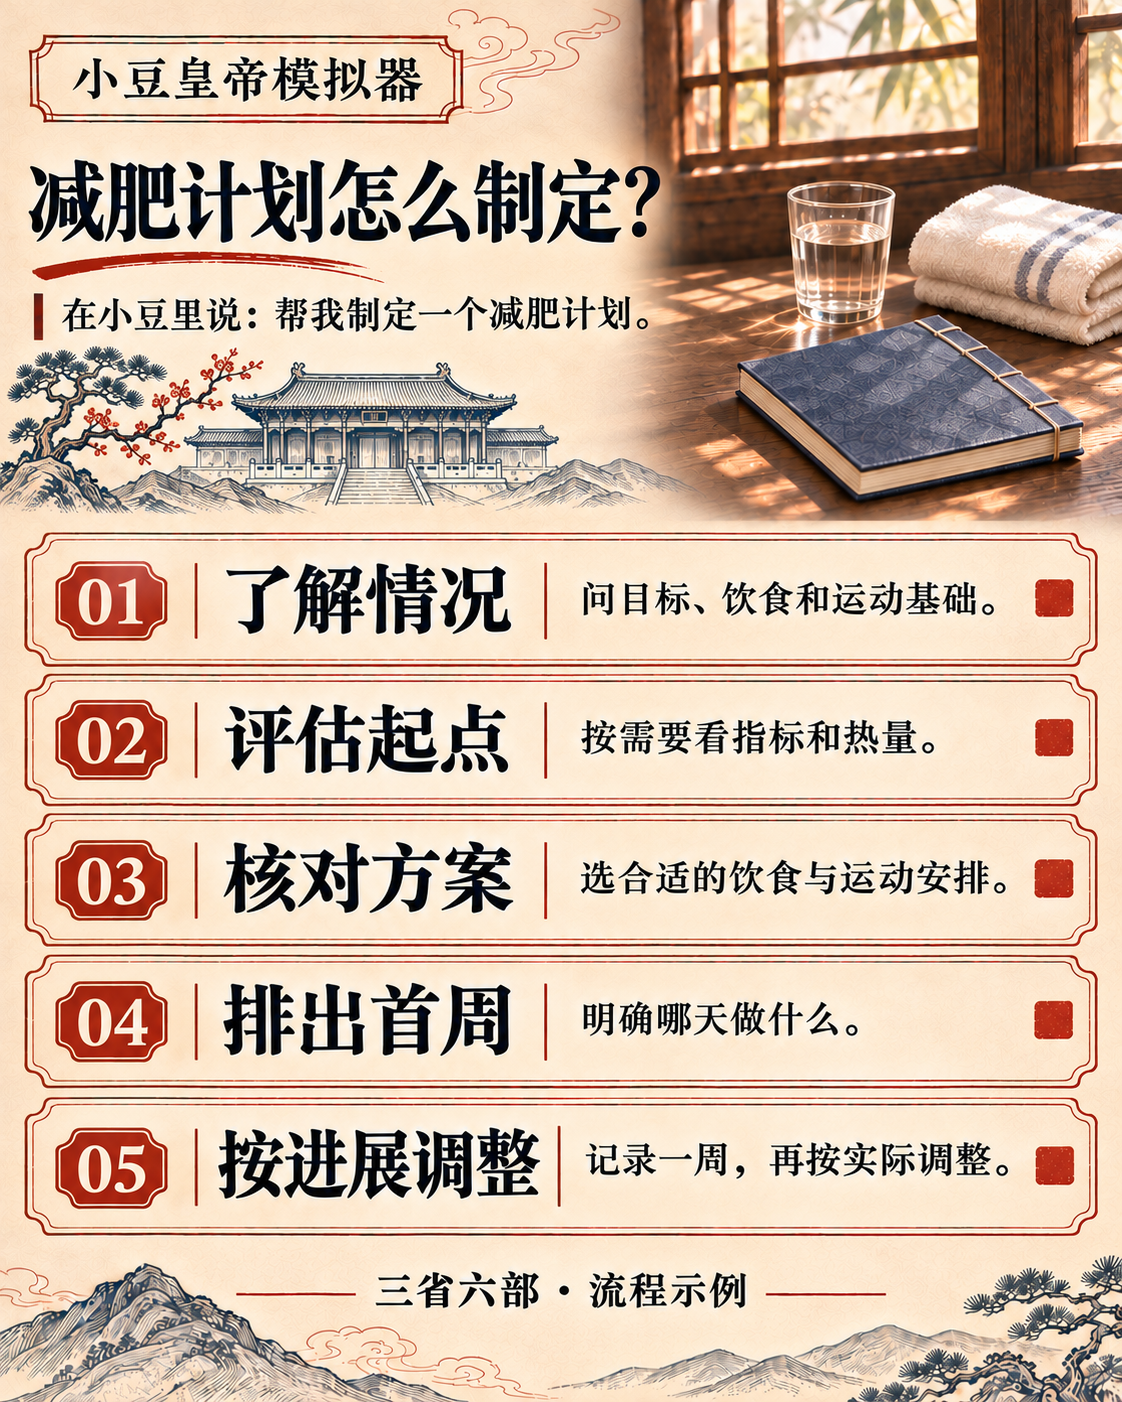 小豆皇帝模拟器
减肥计划怎么制定？
在小豆里说：帮我制定一个减肥计划。
01 了解情况 问目标、饮食和运动基础。
02 评估起点 按需要看指标和热量。
03 核对方案 选合适的饮食与运动安排。
04 排出首周 明确哪天做什么。
05 按进展调整 记录一周，再按实际调整。
三省六部·流程示例